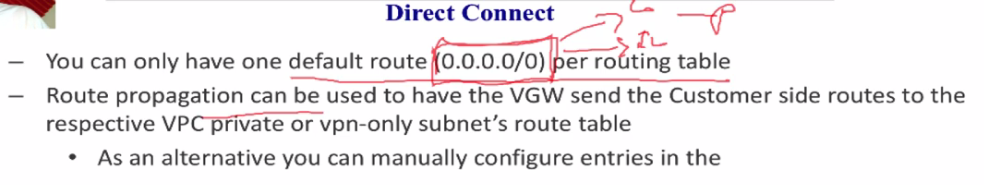 Direct Connect
– You can only have one default route (0.0.0.0/0) per routing table
– Route propagation can be used to have the VGW send the Customer side routes to the
respective VPC private or vpn-only subnet's route table
• As an alternative you can manually configure entries in the